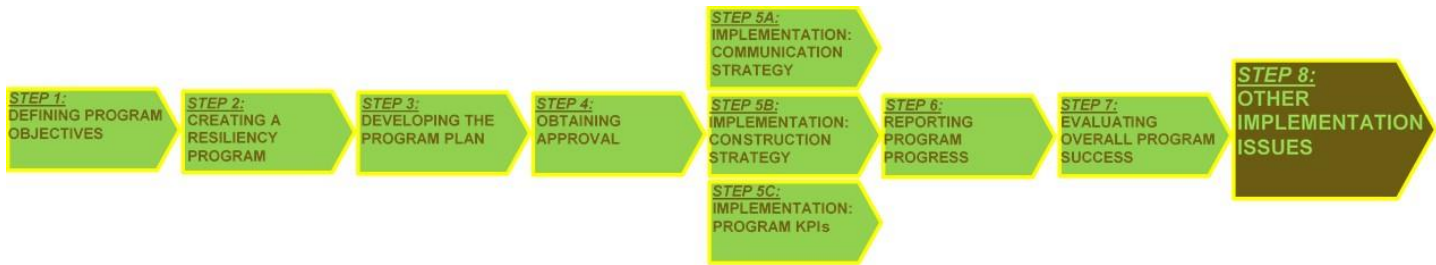 STEP 1:
DEFINING PROGRAM
OBJECTIVES
STEP 2:
CREATING A
RESILIENCY
PROGRAM
STEP 3:
DEVELOPING THE
PROGRAM PLAN
STEP 4:
OBTAINING
APPROVAL
STEP 5A:
IMPLEMENTATION:
COMMUNICATION
STRATEGY
STEP 5B:
IMPLEMENTATION:
CONSTRUCTION
STRATEGY
STEP 5C:
IMPLEMENTATION:
PROGRAM KPIs
STEP 6:
REPORTING
PROGRAM
PROGRESS
STEP 7:
EVALUATING
OVERALL PROGRAM
SUCCESS
STEP 8:
OTHER
IMPLEMENTATION
ISSUES